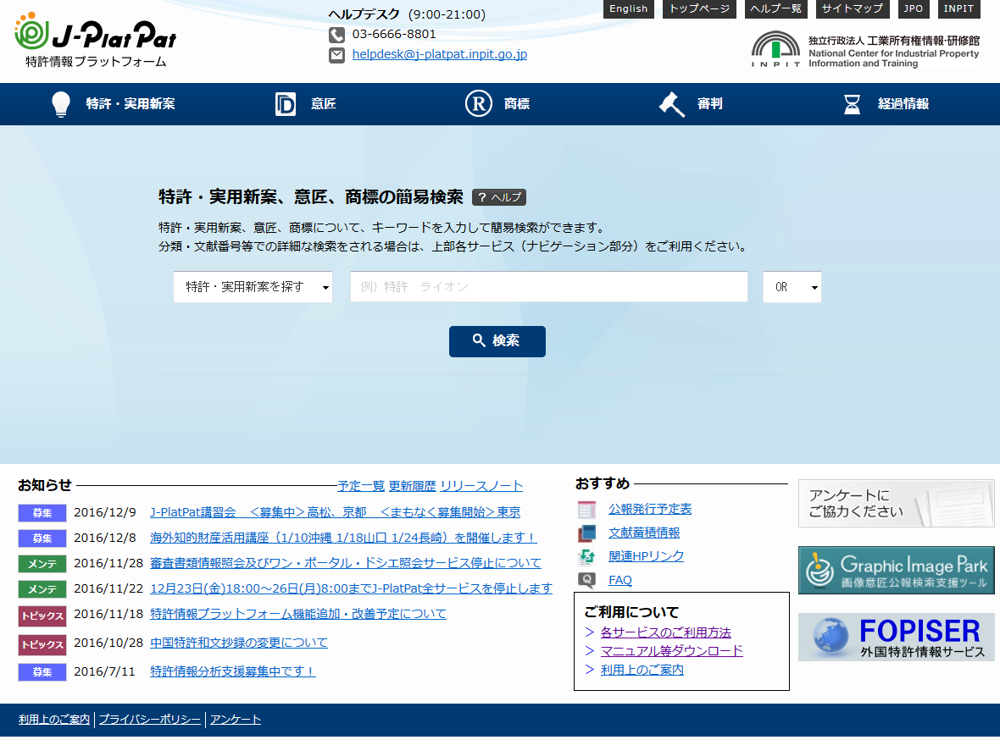 J-PlatPat
特許情報プラットフォーム
ヘルプデスク (9:00-21:00)
03-6666-8801
helpdesk@j-platpat.inpit.go.jp
English トップページ ヘルプ一覧 サイトマップ JPO INPIT
INPIT
独立行政法人 工業所有権情報・研修館
National Center for Industrial Property
Information and Training
特許・実用新案 D 意匠 R 商標 審判 経過情報
特許・実用新案、意匠、商標の簡易検索 ? ヘルプ
特許・実用新案、意匠、商標について、キーワードを入力して簡易検索ができます。
分類・文献番号等での詳細な検索をされる場合は、上部各サービス（ナビゲーション部分）をご利用ください。
特許・実用新案を探す 例）特許　ライオン OR
検索
お知らせ 予定一覧 更新履歴 リリースノート
募集 2016/12/9 J-PlatPat講習会　＜募集中＞高松、京都　＜まもなく募集開始＞東京
募集 2016/12/8 海外知的財産活用講座（1/10沖縄 1/18山口 1/24長崎）を開催します！
メンテ 2016/11/28 審査書類情報照会及びワン・ポータル・ドシエ照会サービス停止について
メンテ 2016/11/22 12月23日(金)18:00～26日(月)8:00までJ-PlatPat全サービスを停止します
トピックス 2016/11/18 特許情報プラットフォーム機能追加・改善予定について
トピックス 2016/10/28 中国特許和文抄録の変更について
募集 2016/7/11 特許情報分析支援募集中です！
おすすめ
公報発行予定表
文献蓄積情報
関連HPリンク
Q FAQ
ご利用について
＞ 各サービスのご利用方法
＞ マニュアル等ダウンロード
＞ 利用上のご案内
アンケートに
ご協力ください
Graphic Image Park
画像意匠公報検索支援ツール
FOPISER
外国特許情報サービス
利用上のご案内 プライバシーポリシー アンケート